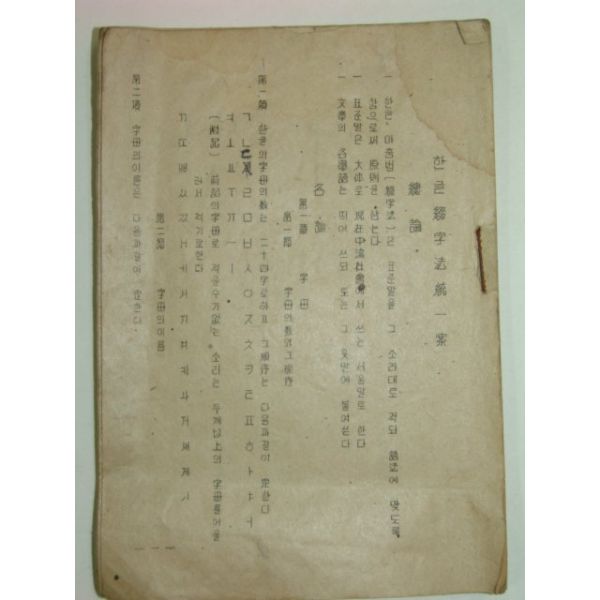 한글 綴字法統一案
總論
一 한글 마춤법(綴字法)은 표준말을 그 소리대로 적되 語法에 맞도록
함으로써 原則을 삼는다
一 표준말은 大体로 現在中流社會에서 쓰는 서울말로 한다
一 文章의 各單語는 띄어 쓰되 토는 그 웃말에 붙여쓴다
各論
第一章 字母
第一節 字母의 數와 그 順序
第一項 한글의 字母의 數는 二十四字로 하고 그 順序는 다음과 같이 定한다
ㄱ ㄴ ㄷ ㄹ ㅁ ㅂ ㅅ ㅇ ㅈ ㅊ ㅋ ㅌ ㅍ ㅎ ㅏ ㅑ ㅓ
ㅕ ㅗ ㅛ ㅜ ㅠ ㅡ ㅣ
(附記) 前記의 字母로 적을수가 없는 소리는 두개 以上의 字母를 어울
러서 적기로 한다
ㄲ ㄸ ㅃ ㅆ ㅉ ㅐ ㅔ ㅚ ㅟ ㅒ ㅖ ㅘ ㅝ ㅙ ㅞ ㅢ
第二節 字母의 이름
第二項 字母의 이름은 다음과 같이 定한다.